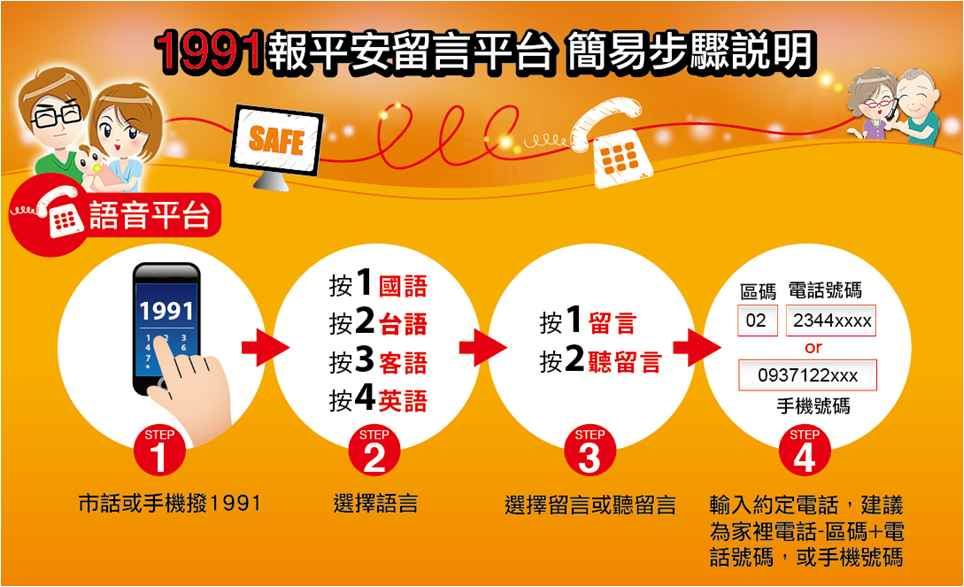 1991報平安留言平台 簡易步驟説明
SAFE
語音平台
1991
按1國語
按2台語
按3客語
按4英語
按1留言
按2聽留言
區碼 電話號碼
02 2344xxxx
or
0937122xxx
手機號碼
STEP
1
市話或手機撥1991
STEP
2
選擇語言
STEP
3
選擇留言或聽留言
STEP
4
輸入約定電話，建議
為家裡電話-區碼+電
話號碼，或手機號碼